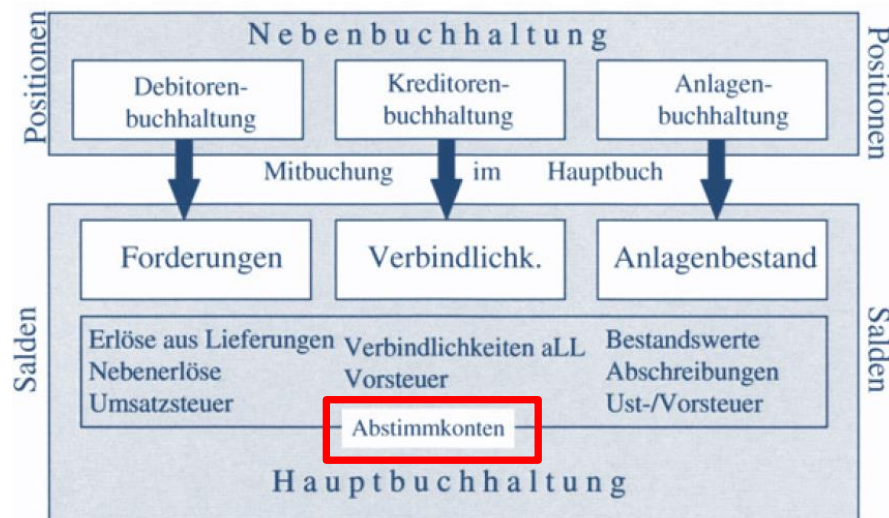 Nebenbuchhaltung
Positionen
Positionen
Debitoren-
buchhaltung
Kreditoren-
buchhaltung
Anlagen-
buchhaltung
Mitbuchung im Hauptbuch
Salden
Salden
Forderungen
Verbindlichk.
Anlagenbestand
Erlöse aus Lieferungen
Nebenerlöse
Umsatzsteuer
Verbindlichkeiten aLL
Vorsteuer
Bestandswerte
Abschreibungen
Ust-/Vorsteuer
Abstimmkonten
Hauptbuchhaltung